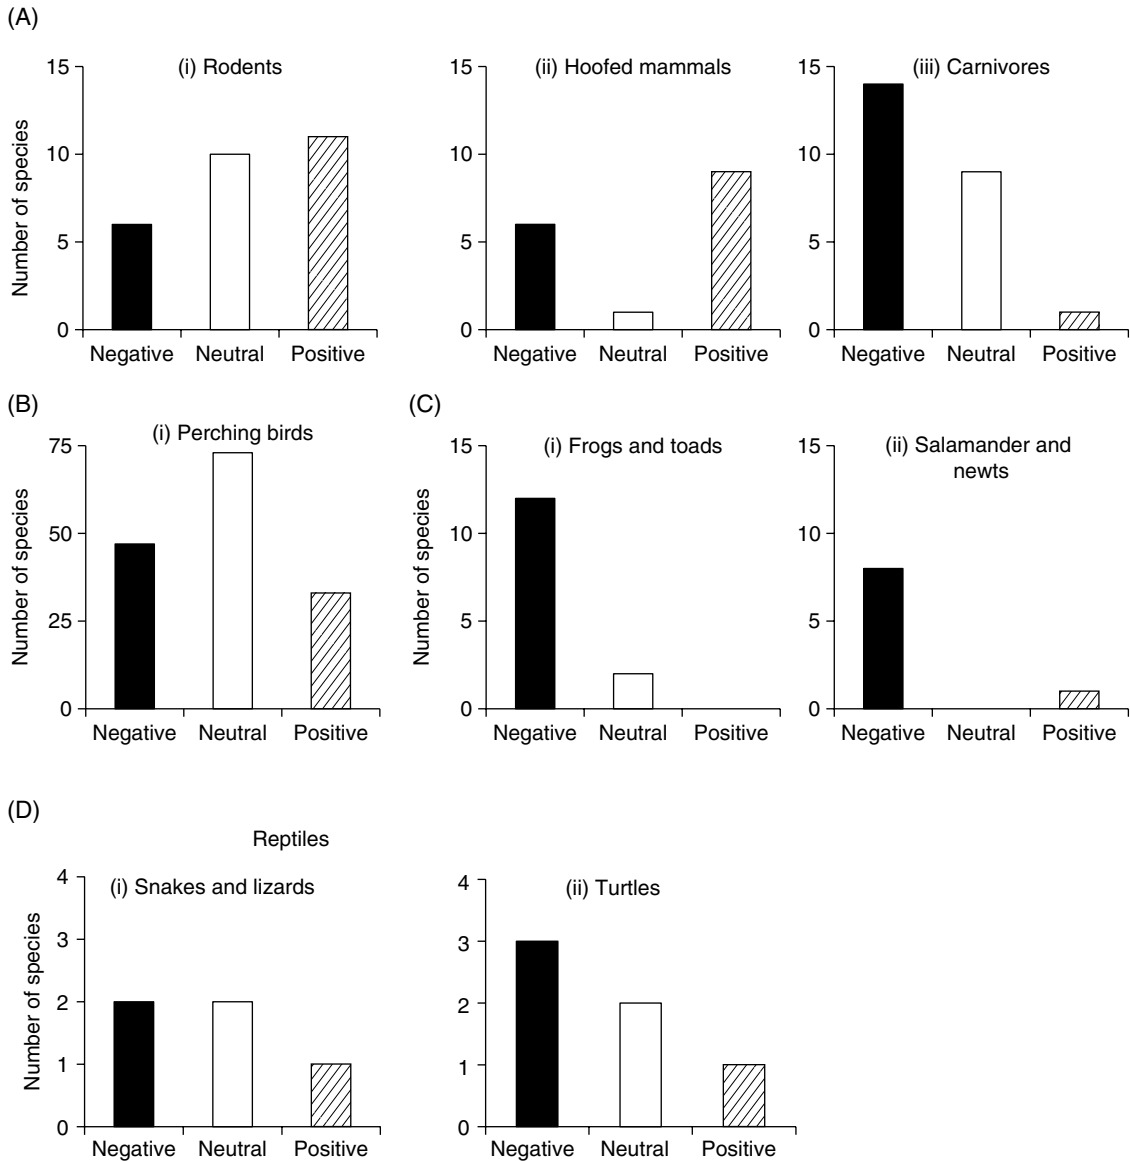 (A)
(i) Rodents
Number of species
15
10
5
0
Negative Neutral Positive
(ii) Hoofed mammals
15
10
5
0
Negative Neutral Positive
(iii) Carnivores
15
10
5
0
Negative Neutral Positive
(B)
(i) Perching birds
Number of species
75
50
25
0
Negative Neutral Positive
(C)
(i) Frogs and toads
Number of species
15
10
5
0
Negative Neutral Positive
(ii) Salamander and
newts
15
10
5
0
Negative Neutral Positive
(D)
Reptiles
(i) Snakes and lizards
Number of species
4
3
2
1
0
Negative Neutral Positive
(ii) Turtles
4
3
2
1
0
Negative Neutral Positive